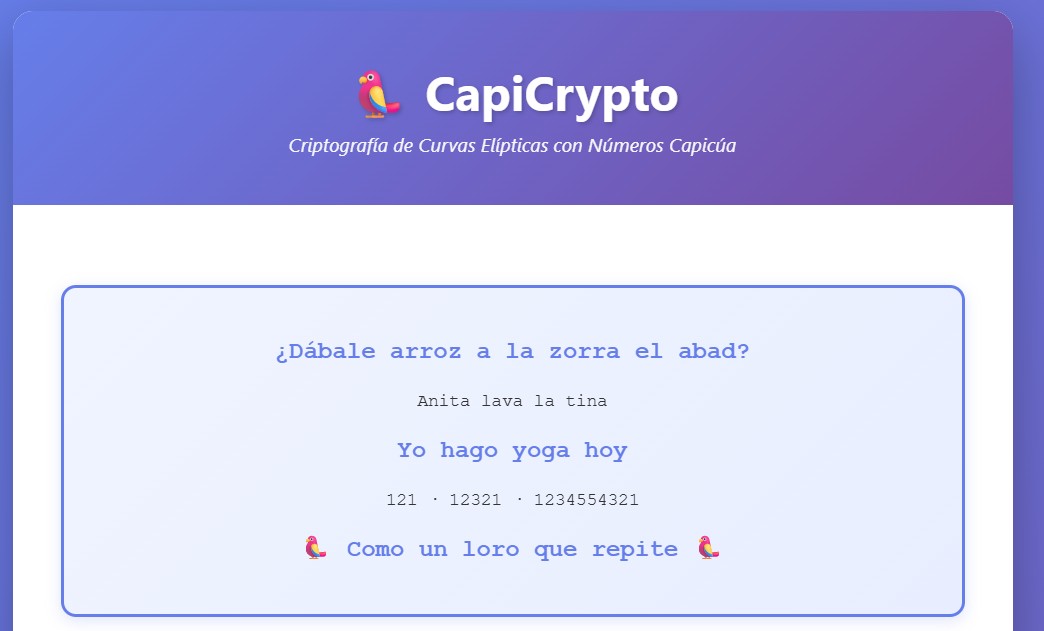 CapiCrypto
Criptografía de Curvas Elípticas con Números Capicúa
¿Dábale arroz a la zorra el abad?
Anita lava la tina
Yo hago yoga hoy
121 · 12321 · 1234554321
Como un loro que repite